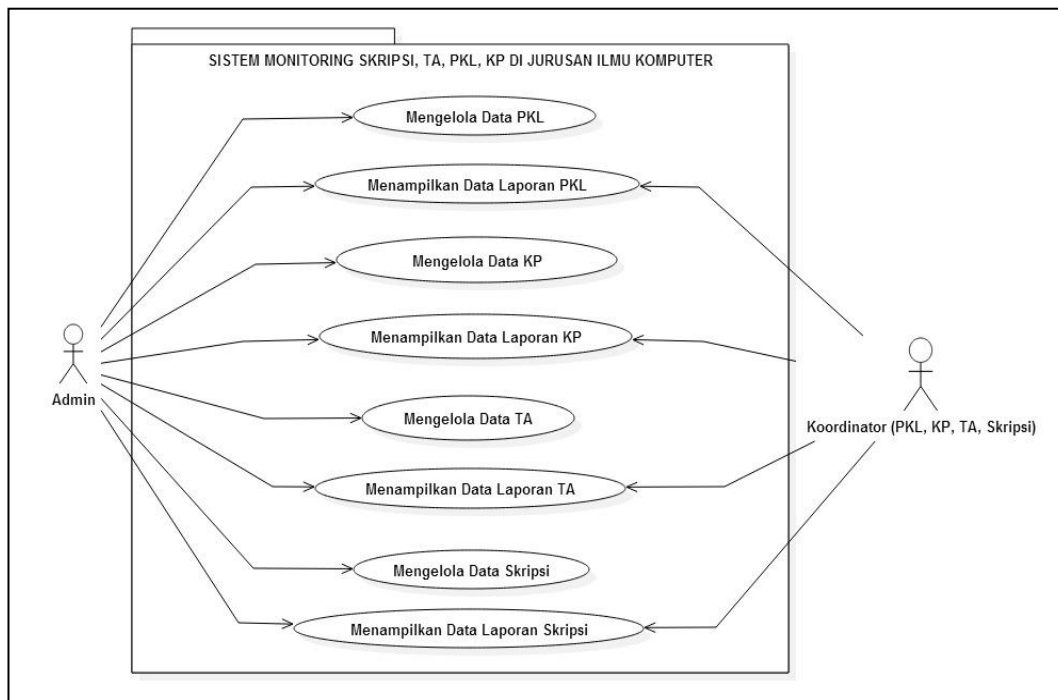 SISTEM MONITORING SKRIPSI, TA, PKL, KP DI JURUSAN ILMU KOMPUTER
Mengelola Data PKL
Menampilkan Data Laporan PKL
Mengelola Data KP
Menampilkan Data Laporan KP
Admin
Mengelola Data TA
Koordinator (PKL, KP, TA, Skripsi)
Menampilkan Data Laporan TA
Mengelola Data Skripsi
Menampilkan Data Laporan Skripsi